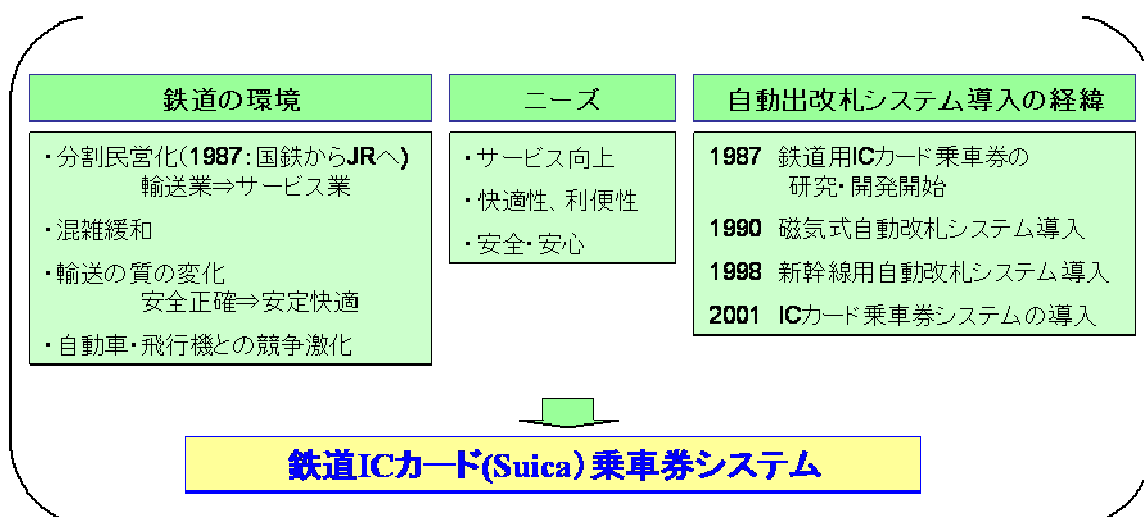 鉄道の環境
・分割民営化(1987:国鉄からJRへ)
輸送業⇒サービス業
・混雑緩和
・輸送の質の変化
安全正確⇒安定快適
・自動車・飛行機との競争激化
ニーズ
・サービス向上
・快適性、利便性
・安全・安心
自動出改札システム導入の経緯
1987 鉄道用ICカード乗車券の
研究・開発開始
1990 磁気式自動改札システム導入
1998 新幹線用自動改札システム導入
2001 ICカード乗車券システムの導入
鉄道ICカード(Suica)乗車券システム